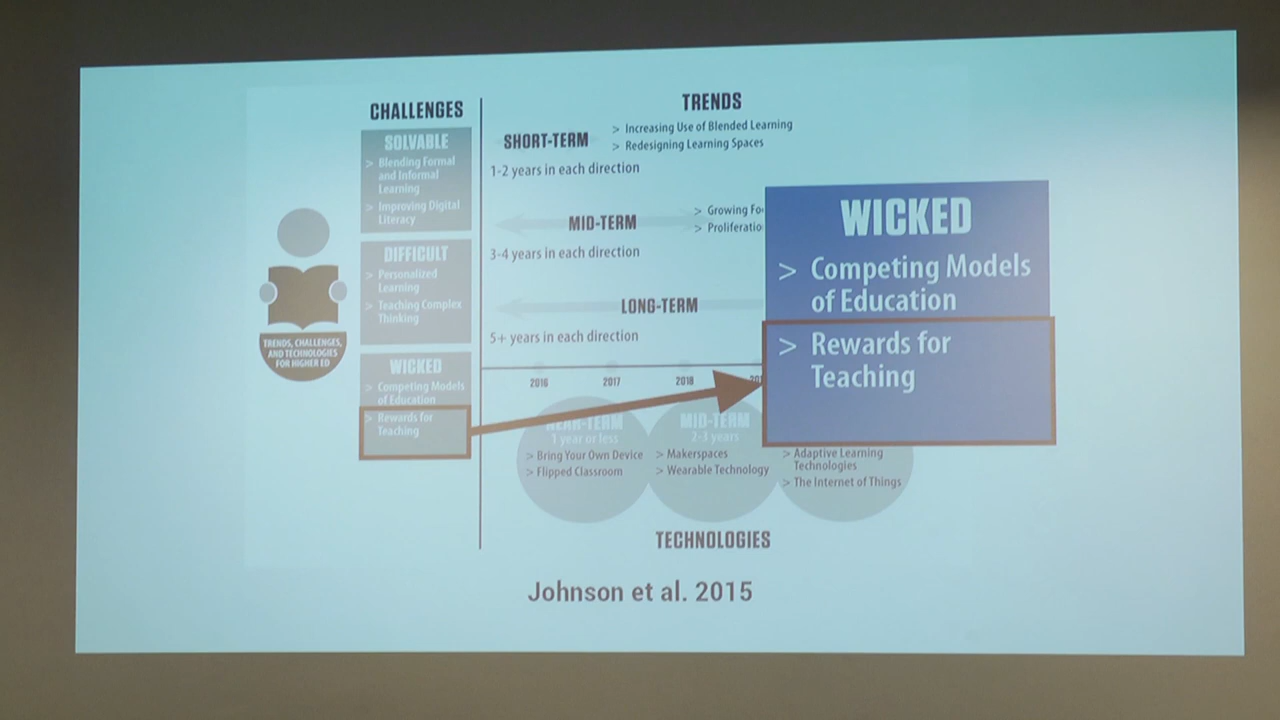 CHALLENGES
SOLVABLE
> Blending Formal
and Informal
Learning
> Improving Digital
Literacy
DIFFICULT
> Personalized
Learning
> Teaching Complex
Thinking
WICKED
> Competing Models
of Education
> Rewards for
Teaching
TRENDS, CHALLENGES,
AND TECHNOLOGIES
FOR HIGHER ED
TRENDS
SHORT-TERM
> Increasing Use of Blended Learning
> Redesigning Learning Spaces
1-2 years in each direction
MID-TERM
> Growing Fo
> Proliferatio
3-4 years in each direction
LONG-TERM
5+ years in each direction
WICKED
> Competing Models
of Education
> Rewards for
Teaching
2016 2017 2018
NEAR-TERM
1 year or less
> Bring Your Own Device
> Flipped Classroom
MID-TERM
2-3 years
> Makerspaces
> Wearable Technology
> Adaptive Learning
Technologies
> The Internet of Things
TECHNOLOGIES
Johnson et al. 2015